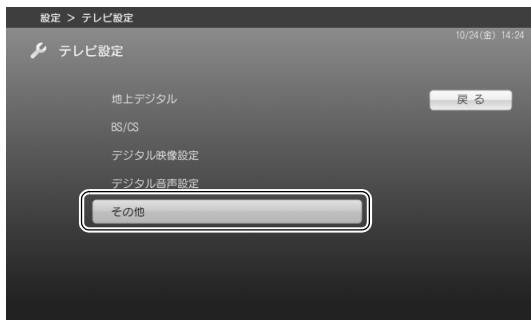 設定 > テレビ設定
10/24(金) 14:24
テレビ設定
地上デジタル
戻る
BS/CS
デジタル映像設定
デジタル音声設定
その他